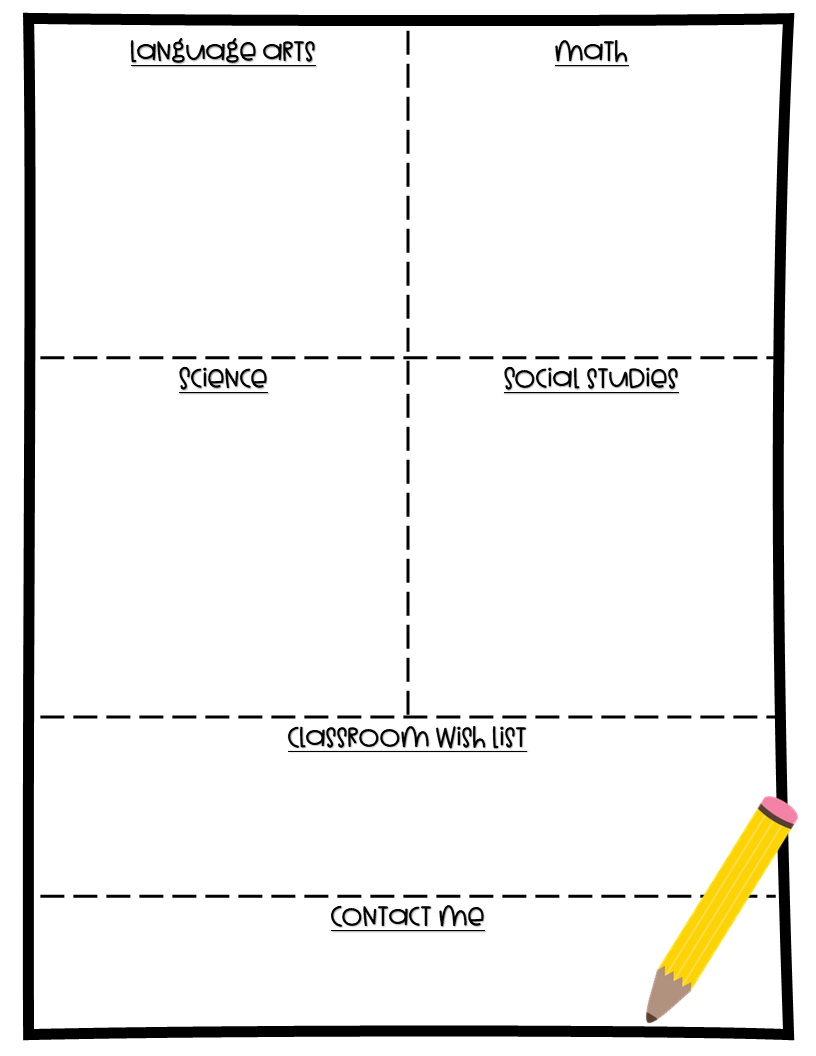 Language Arts
Math
Science
Social Studies
Classroom Wish List
Contact Me